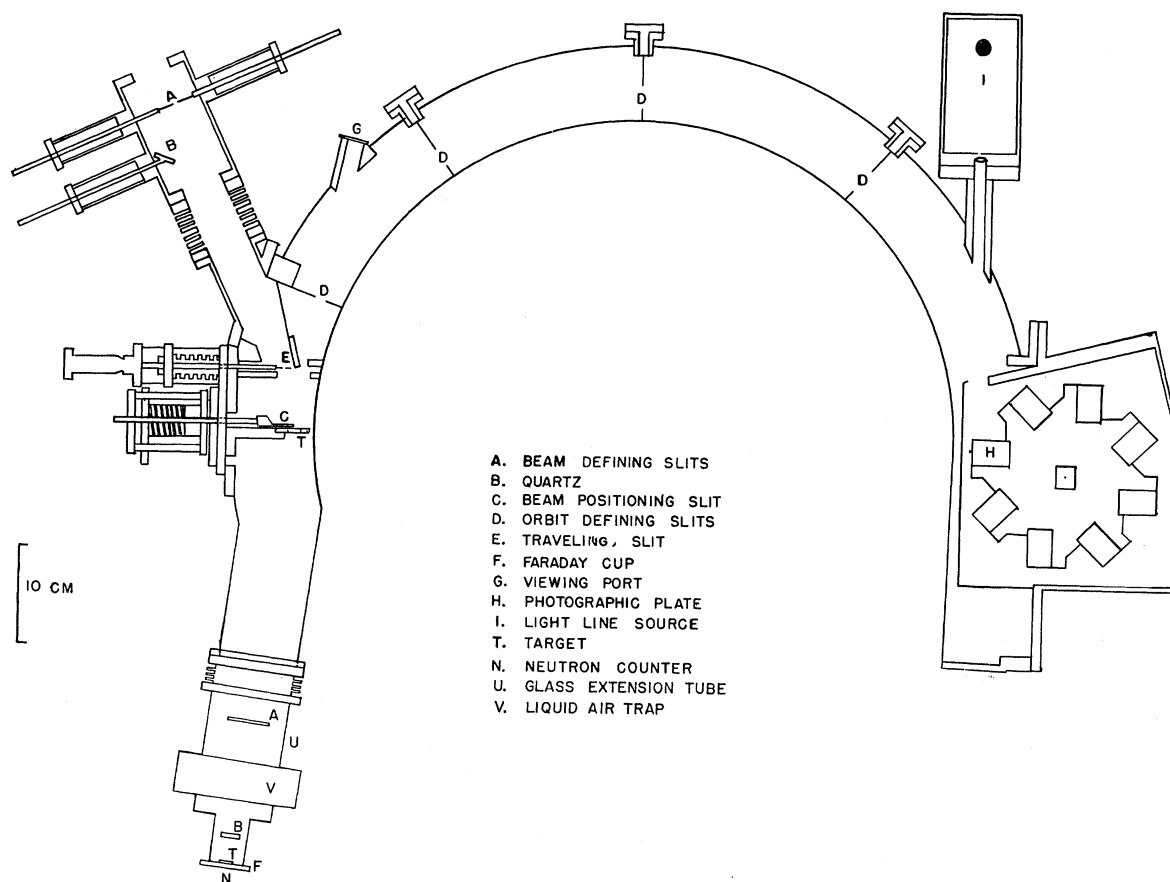 A
B
G
D
D
D
D
I
E
C
T
H
A. BEAM DEFINING SLITS
B. QUARTZ
C. BEAM POSITIONING SLIT
D. ORBIT DEFINING SLITS
E. TRAVELING, SLIT
F. FARADAY CUP
G. VIEWING PORT
H. PHOTOGRAPHIC PLATE
I. LIGHT LINE SOURCE
T. TARGET
N. NEUTRON COUNTER
U. GLASS EXTENSION TUBE
V. LIQUID AIR TRAP
10 CM
A
U
V
B
T
F
N